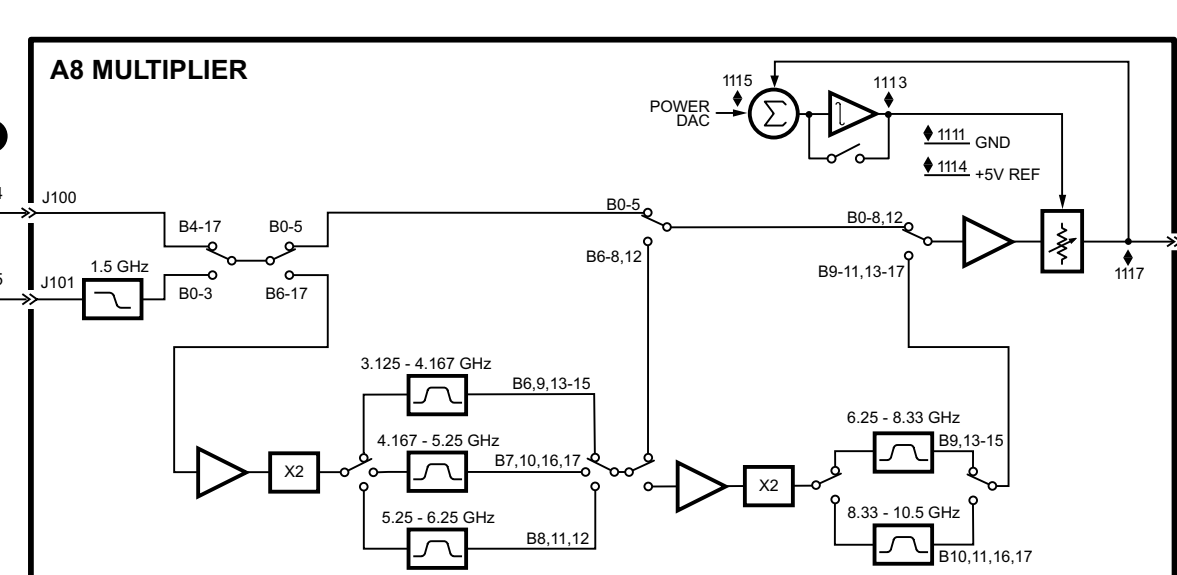 A8 MULTIPLIER
1115
1113
POWER
DAC
Σ
1111 GND
1114 +5V REF
J100
B4-17 B0-5
B0-5
B0-8,12
1.5 GHz
B6-8,12
B9-11,13-17
1117
J101
B0-3 B6-17
3.125 - 4.167 GHz
B6,9,13-15
6.25 - 8.33 GHz
4.167 - 5.25 GHz
B9,13-15
B7,10,16,17
X2
X2
5.25 - 6.25 GHz
8.33 - 10.5 GHz
B8,11,12
B10,11,16,17